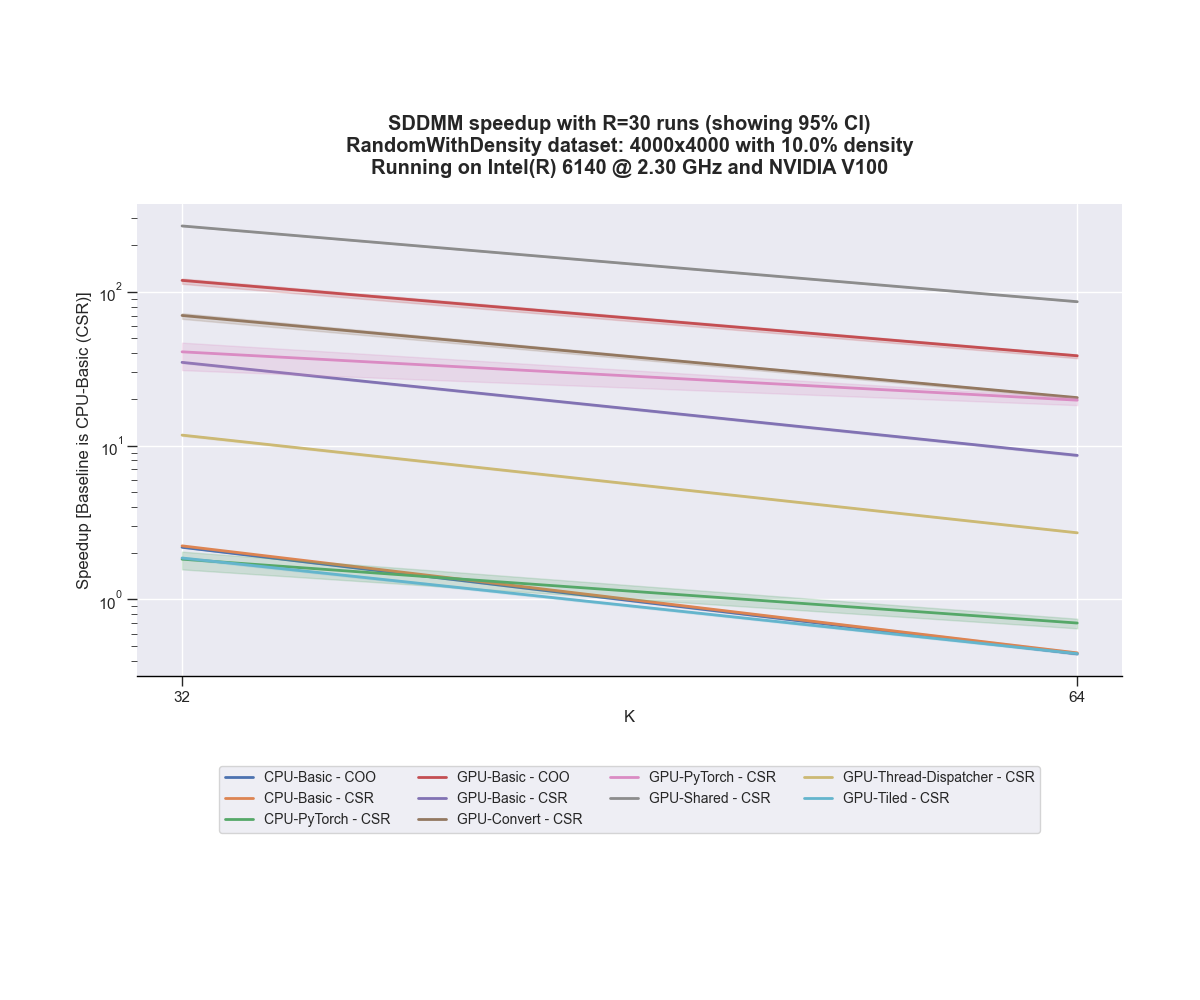 SDDMM speedup with R=30 runs (showing 95% CI)
RandomWithDensity dataset: 4000x4000 with 10.0% density
Running on Intel(R) 6140 @ 2.30 GHz and NVIDIA V100
Speedup [Baseline is CPU-Basic (CSR)]
10²
10¹
10⁰
32
64
K
CPU-Basic - COO
CPU-Basic - CSR
CPU-PyTorch - CSR
GPU-Basic - COO
GPU-Basic - CSR
GPU-Convert - CSR
GPU-PyTorch - CSR
GPU-Shared - CSR
GPU-Thread-Dispatcher - CSR
GPU-Tiled - CSR